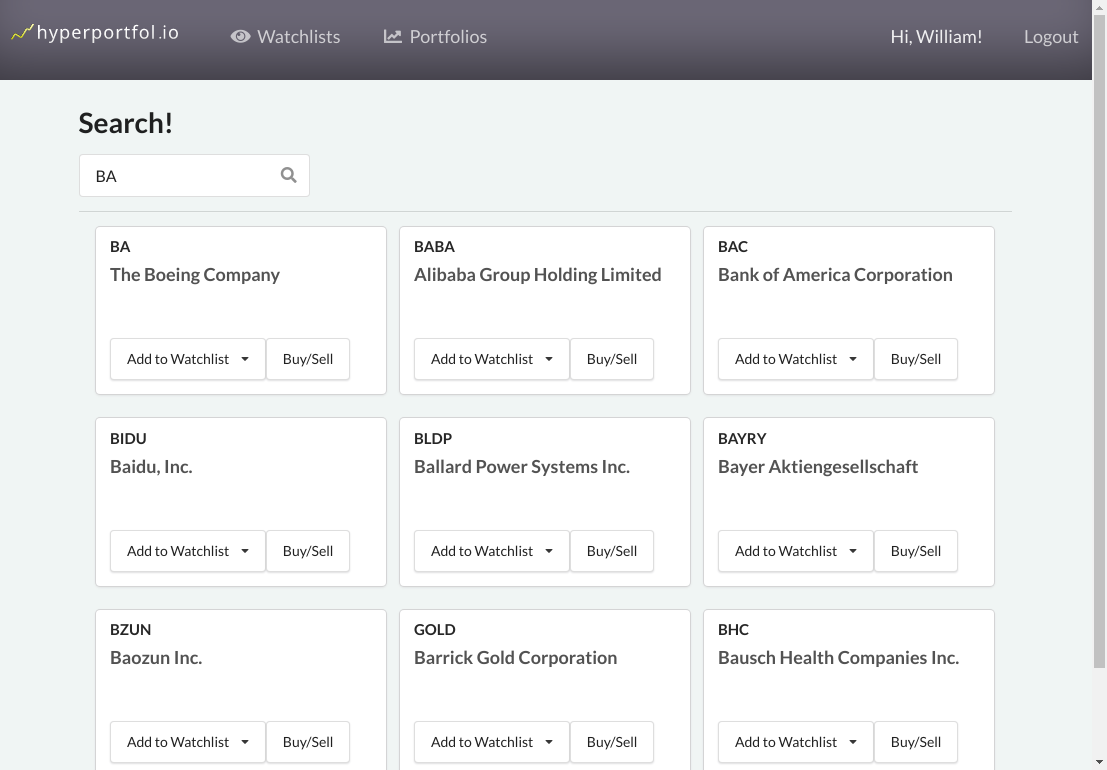 hyperportfol.io Watchlists Portfolios Hi, William! Logout
Search!
BA
BA BABA BAC
The Boeing Company Alibaba Group Holding Limited Bank of America Corporation
Add to Watchlist Buy/Sell Add to Watchlist Buy/Sell Add to Watchlist Buy/Sell
BIDU BLDP BAYRY
Baidu, Inc. Ballard Power Systems Inc. Bayer Aktiengesellschaft
Add to Watchlist Buy/Sell Add to Watchlist Buy/Sell Add to Watchlist Buy/Sell
BZUN GOLD BHC
Baozun Inc. Barrick Gold Corporation Bausch Health Companies Inc.
Add to Watchlist Buy/Sell Add to Watchlist Buy/Sell Add to Watchlist Buy/Sell